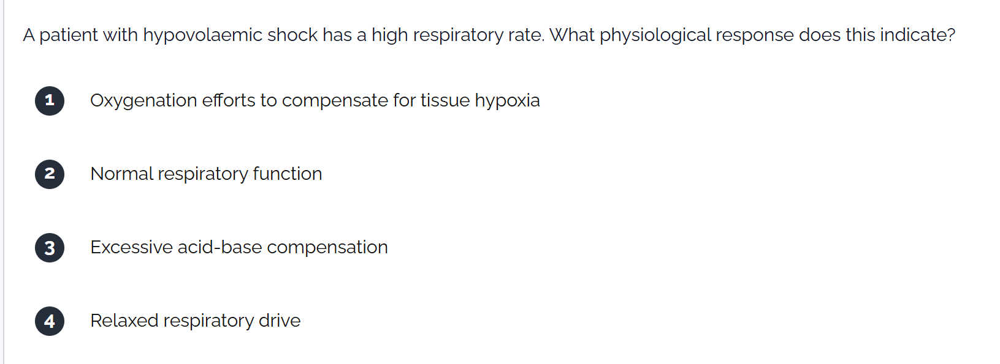 A patient with hypovolaemic shock has a high respiratory rate. What physiological response does this indicate?
1 Oxygenation efforts to compensate for tissue hypoxia
2 Normal respiratory function
3 Excessive acid-base compensation
4 Relaxed respiratory drive